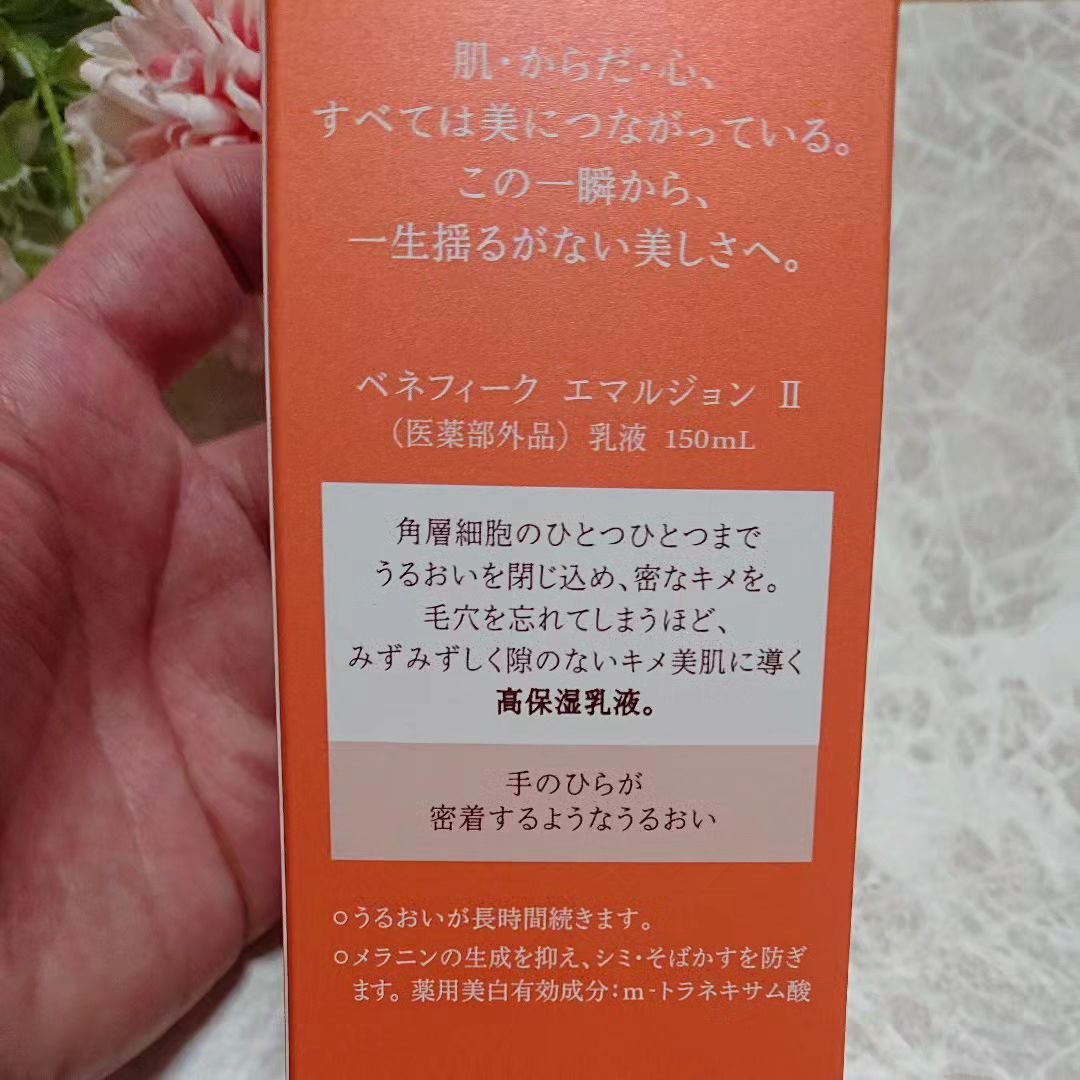 肌・からだ・心、
すべては美につながっている。
この一瞬から、
一生揺るがない美しさへ。
ベネフィーク エマルジョン Ⅱ
（医薬部外品）乳液 150mL
角層細胞のひとつひとつまで
うるおいを閉じ込め、密なキメを。
毛穴を忘れてしまうほど、
みずみずしく隙のないキメ美肌に導く
高保湿乳液。
手のひらが
密着するようなうるおい
○うるおいが長時間続きます。
○メラニンの生成を抑え、シミ・そばかすを防ぎ
ます。薬用美白有効成分：m-トラネキサム酸